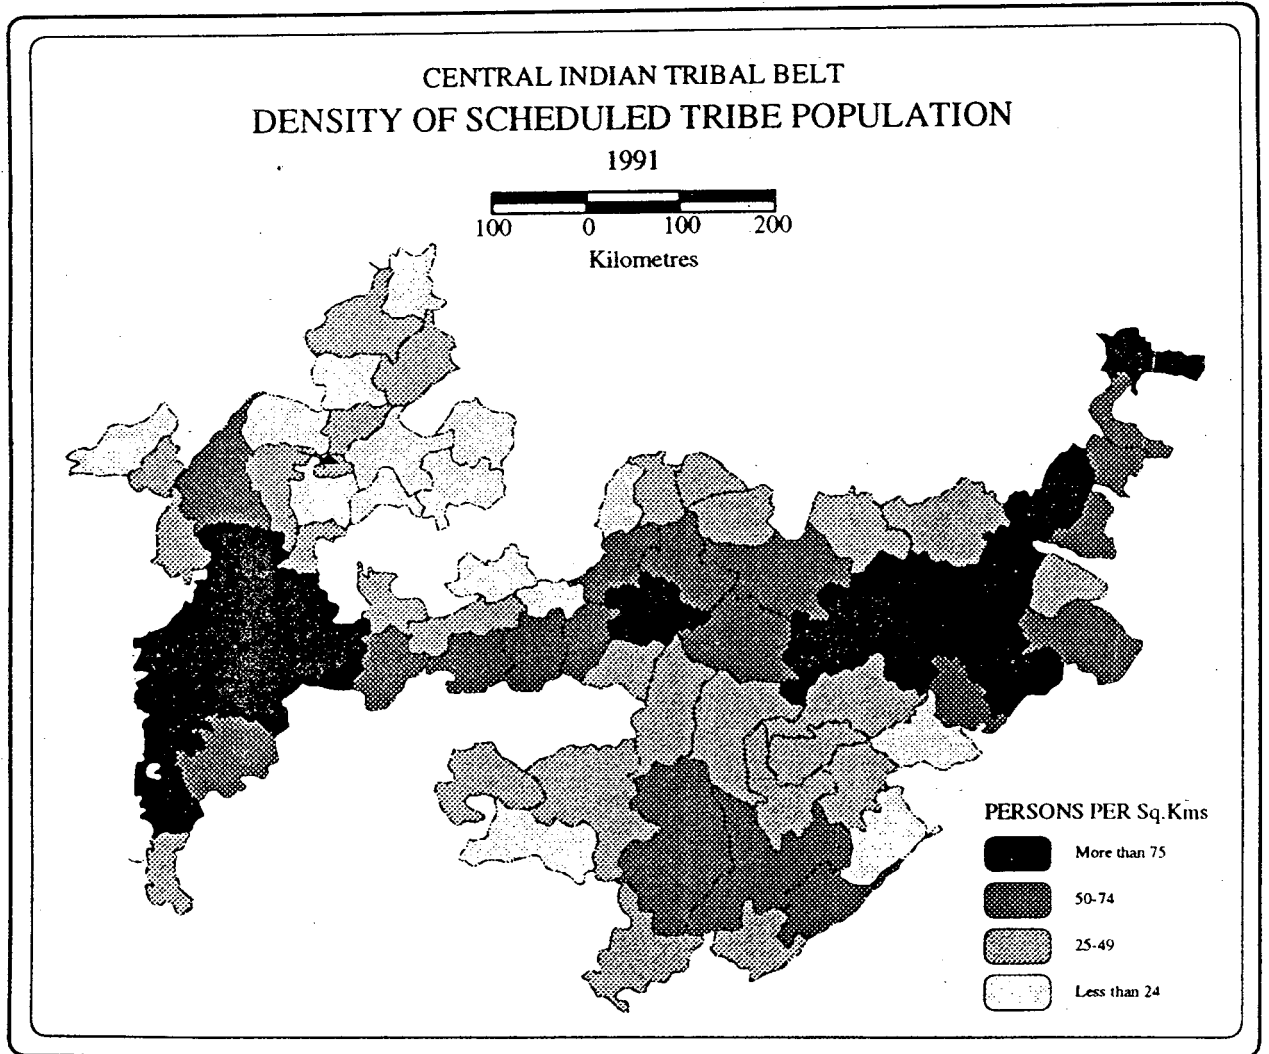 CENTRAL INDIAN TRIBAL BELT
DENSITY OF SCHEDULED TRIBE POPULATION
1991
100 0 100 200
Kilometres
PERSONS PER Sq.Kms
More than 75
50-74
25-49
Less than 24